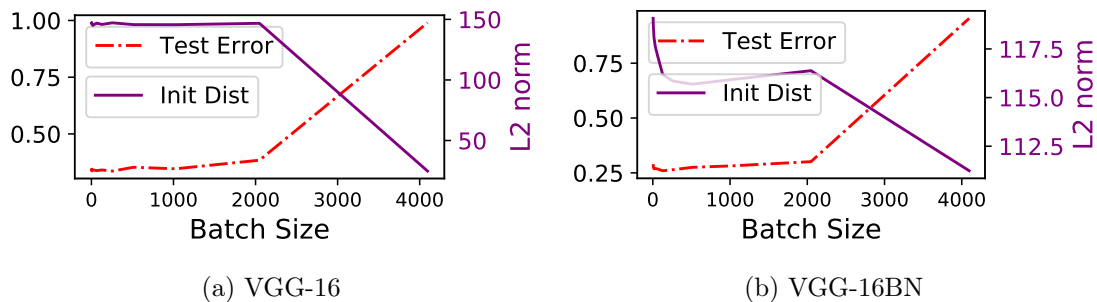 1.00
0.75
0.50
Test Error
Init Dist
150
100
50
L2 norm
0 1000 2000 3000 4000
Batch Size
(a) VGG-16
0.75
0.50
0.25
Test Error
Init Dist
117.5
115.0
112.5
L2 norm
0 1000 2000 3000 4000
Batch Size
(b) VGG-16BN